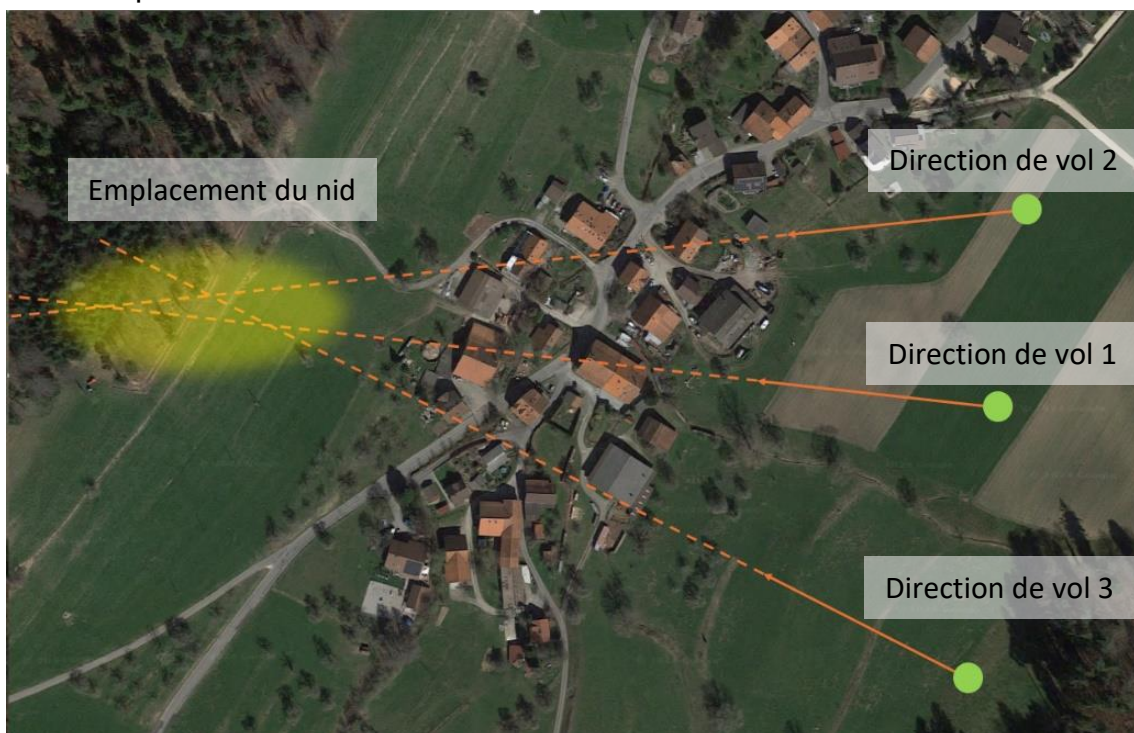 Direction de vol 2
Emplacement du nid
Direction de vol 1
Direction de vol 3